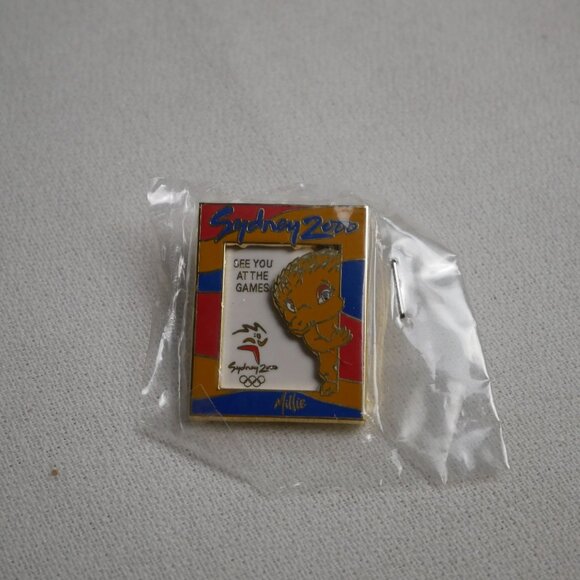 Sydney 2000
SEE YOU
AT THE
GAMES
Sydney 2000
Millie